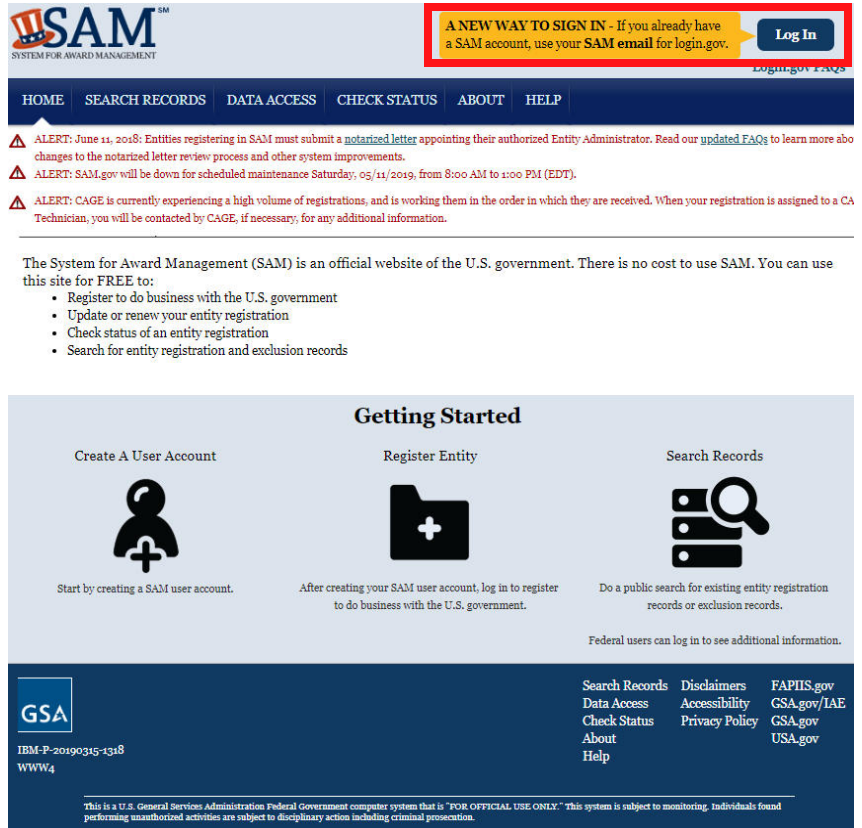 SAM SM
SYSTEM FOR AWARD MANAGEMENT
A NEW WAY TO SIGN IN - If you already have
a SAM account, use your SAM email for login.gov.
Log In
Login.gov FAQs
HOME SEARCH RECORDS DATA ACCESS CHECK STATUS ABOUT HELP
ALERT: June 11, 2018: Entities registering in SAM must submit a notarized letter appointing their authorized Entity Administrator. Read our updated FAQs to learn more abo
changes to the notarized letter review process and other system improvements.
ALERT: SAM.gov will be down for scheduled maintenance Saturday, 05/11/2019, from 8:00 AM to 1:00 PM (EDT).
ALERT: CAGE is currently experiencing a high volume of registrations, and is working them in the order in which they are received. When your registration is assigned to a CA
Technician, you will be contacted by CAGE, if necessary, for any additional information.
The System for Award Management (SAM) is an official website of the U.S. government. There is no cost to use SAM. You can use
this site for FREE to:
• Register to do business with the U.S. government
• Update or renew your entity registration
• Check status of an entity registration
• Search for entity registration and exclusion records
Getting Started
Create A User Account
Start by creating a SAM user account.
Register Entity
After creating your SAM user account, log in to register
to do business with the U.S. government.
Search Records
Do a public search for existing entity registration
records or exclusion records.
Federal users can log in to see additional information.
GSA
IBM-P-20190315-1318
WWW4
Search Records
Data Access
Check Status
About
Help
Disclaimers
Accessibility
Privacy Policy
FAPIIS.gov
GSA.gov/IAE
GSA.gov
USA.gov
This is a U.S. General Services Administration Federal Government computer system that is "FOR OFFICIAL USE ONLY." This system is subject to monitoring. Individuals found
performing unauthorized activities are subject to disciplinary action including criminal prosecution.